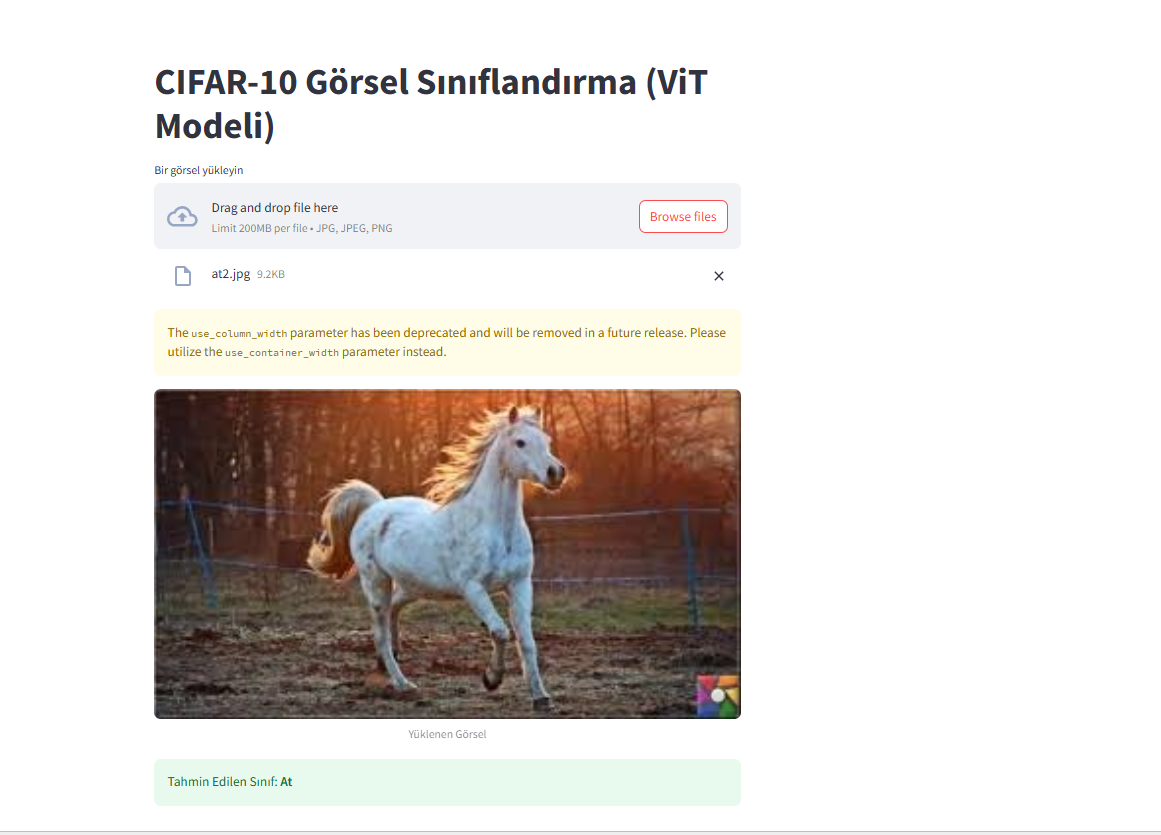 CIFAR-10 Görsel Sınıflandırma (ViT
Modeli)
Bir görsel yükleyin
Drag and drop file here
Limit 200MB per file • JPG, JPEG, PNG
Browse files
at2.jpg 9.2KB
The use_column_width parameter has been deprecated and will be removed in a future release. Please
utilize the use_container_width parameter instead.
Yüklenen Görsel
Tahmin Edilen Sınıf: At